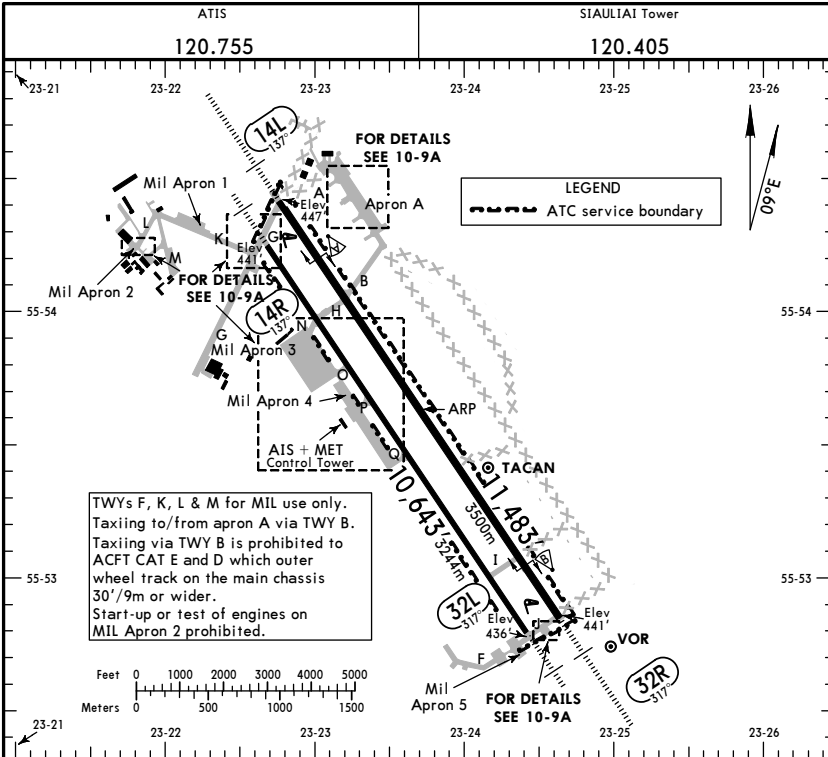 ATIS
SIAULIAI Tower
120.755
120.405
23-21
23-22
23-23
23-24
23-25
23-26
14L
137°
FOR DETAILS
SEE 10-9A
09°E
LEGEND
ATC service boundary
Mil Apron 1
A
Elev
447'
Apron A
L
K
G
Elev
441'
A
M
Mil Apron 2
FOR DETAILS
SEE 10-9A
B
14R
137°
55-54
55-54
H
N
G
Mil Apron 3
O
Mil Apron 4
P
ARP
AIS + MET
Control Tower
Q
TACAN
10,643'
3244m
11,483'
3500m
TWYs F, K, L & M for MIL use only.
Taxiing to/from apron A via TWY B.
Taxiing via TWY B is prohibited to
ACFT CAT E and D which outer
wheel track on the main chassis
30'/9m or wider.
Start-up or test of engines on
MIL Apron 2 prohibited.
I
B
55-53
55-53
32L
317°
Elev
436'
Elev
441'
VOR
F
32R
317°
Mil
Apron 5
FOR DETAILS
SEE 10-9A
Feet 0 1000 2000 3000 4000 5000
Meters 0 500 1000 1500
23-21
23-22
23-23
23-24
23-25
23-26